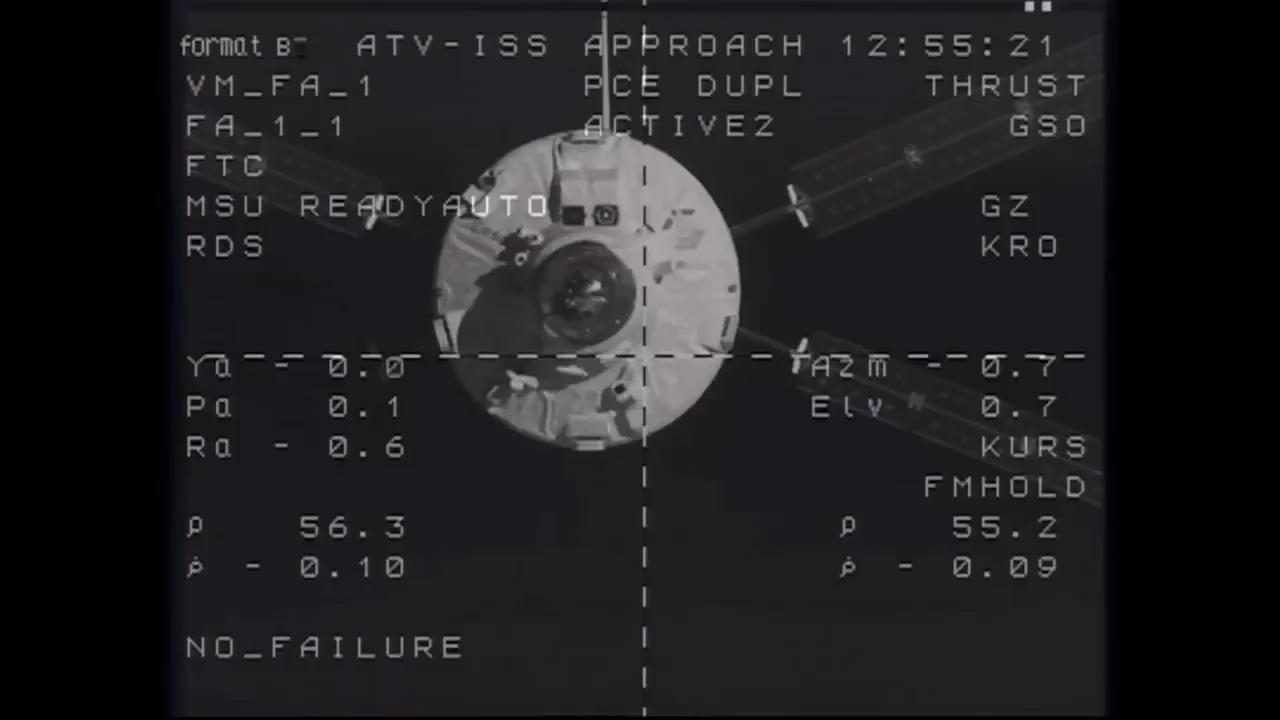 format B ATV-ISS APPROACH 12:55:21
VM_FA_1 PCE DUPL THRUST
FA_1_1 ACTIVE2 GSO
FTC
MSU READYAUTO GZ
RDS KRO
Ya - 0.0 Azm - 0.7
Pa 0.1 Elv 0.7
Ra - 0.6 KURS
FMHOLD
ρ 56.3 ρ 55.2
ρ̇ - 0.10 ρ̇ - 0.09
NO_FAILURE